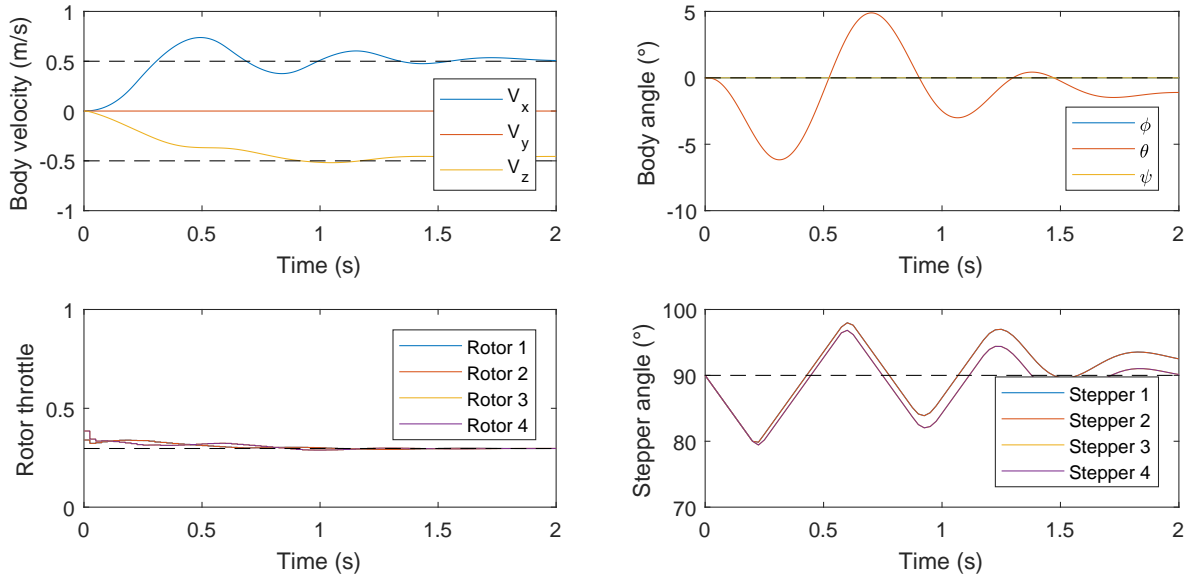 Body velocity (m/s)
1
0.5
0
-0.5
-1
V_x
V_y
V_z
0 0.5 1 1.5 2
Time (s)
Body angle (°)
5
0
-5
-10
ϕ
θ
ψ
0 0.5 1 1.5 2
Time (s)
Rotor throttle
1
0.5
0
Rotor 1
Rotor 2
Rotor 3
Rotor 4
0 0.5 1 1.5 2
Time (s)
Stepper angle (°)
100
90
80
70
Stepper 1
Stepper 2
Stepper 3
Stepper 4
0 0.5 1 1.5 2
Time (s)